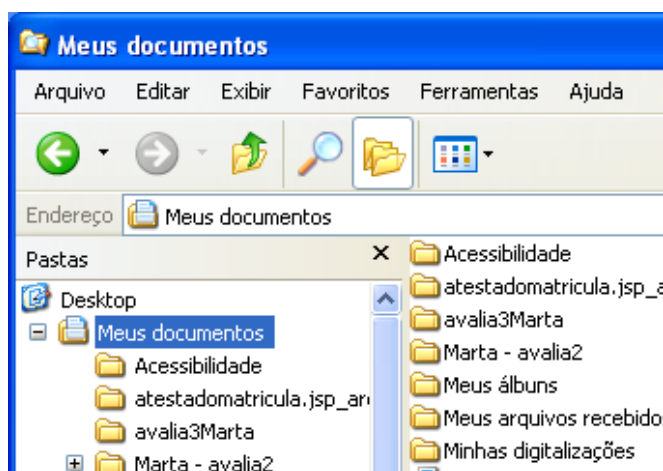 Meus documentos
Arquivo Editar Exibir Favoritos Ferramentas Ajuda
Endereço Meus documentos
Pastas
Desktop
Meus documentos
Acessibilidade
atestadomatricula.jsp_ar
avalia3Marta
Marta - avalia2
Acessibilidade
atestadomatricula.jsp_a
avalia3Marta
Marta - avalia2
Meus álbuns
Meus arquivos recebido
Minhas digitalizações